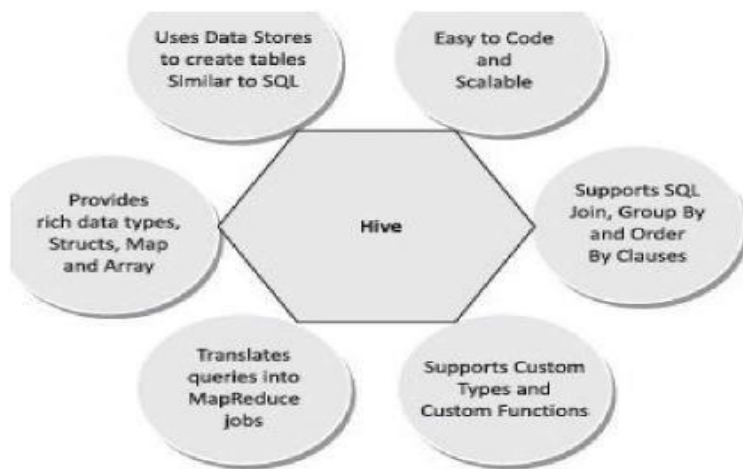 Uses Data Stores
to create tables
Similar to SQL
Easy to Code
and
Scalable
Provides
rich data types,
Structs, Map
and Array
Hive
Supports SQL
Join, Group By
and Order
By Clauses
Translates
queries into
MapReduce
jobs
Supports Custom
Types and
Custom Functions